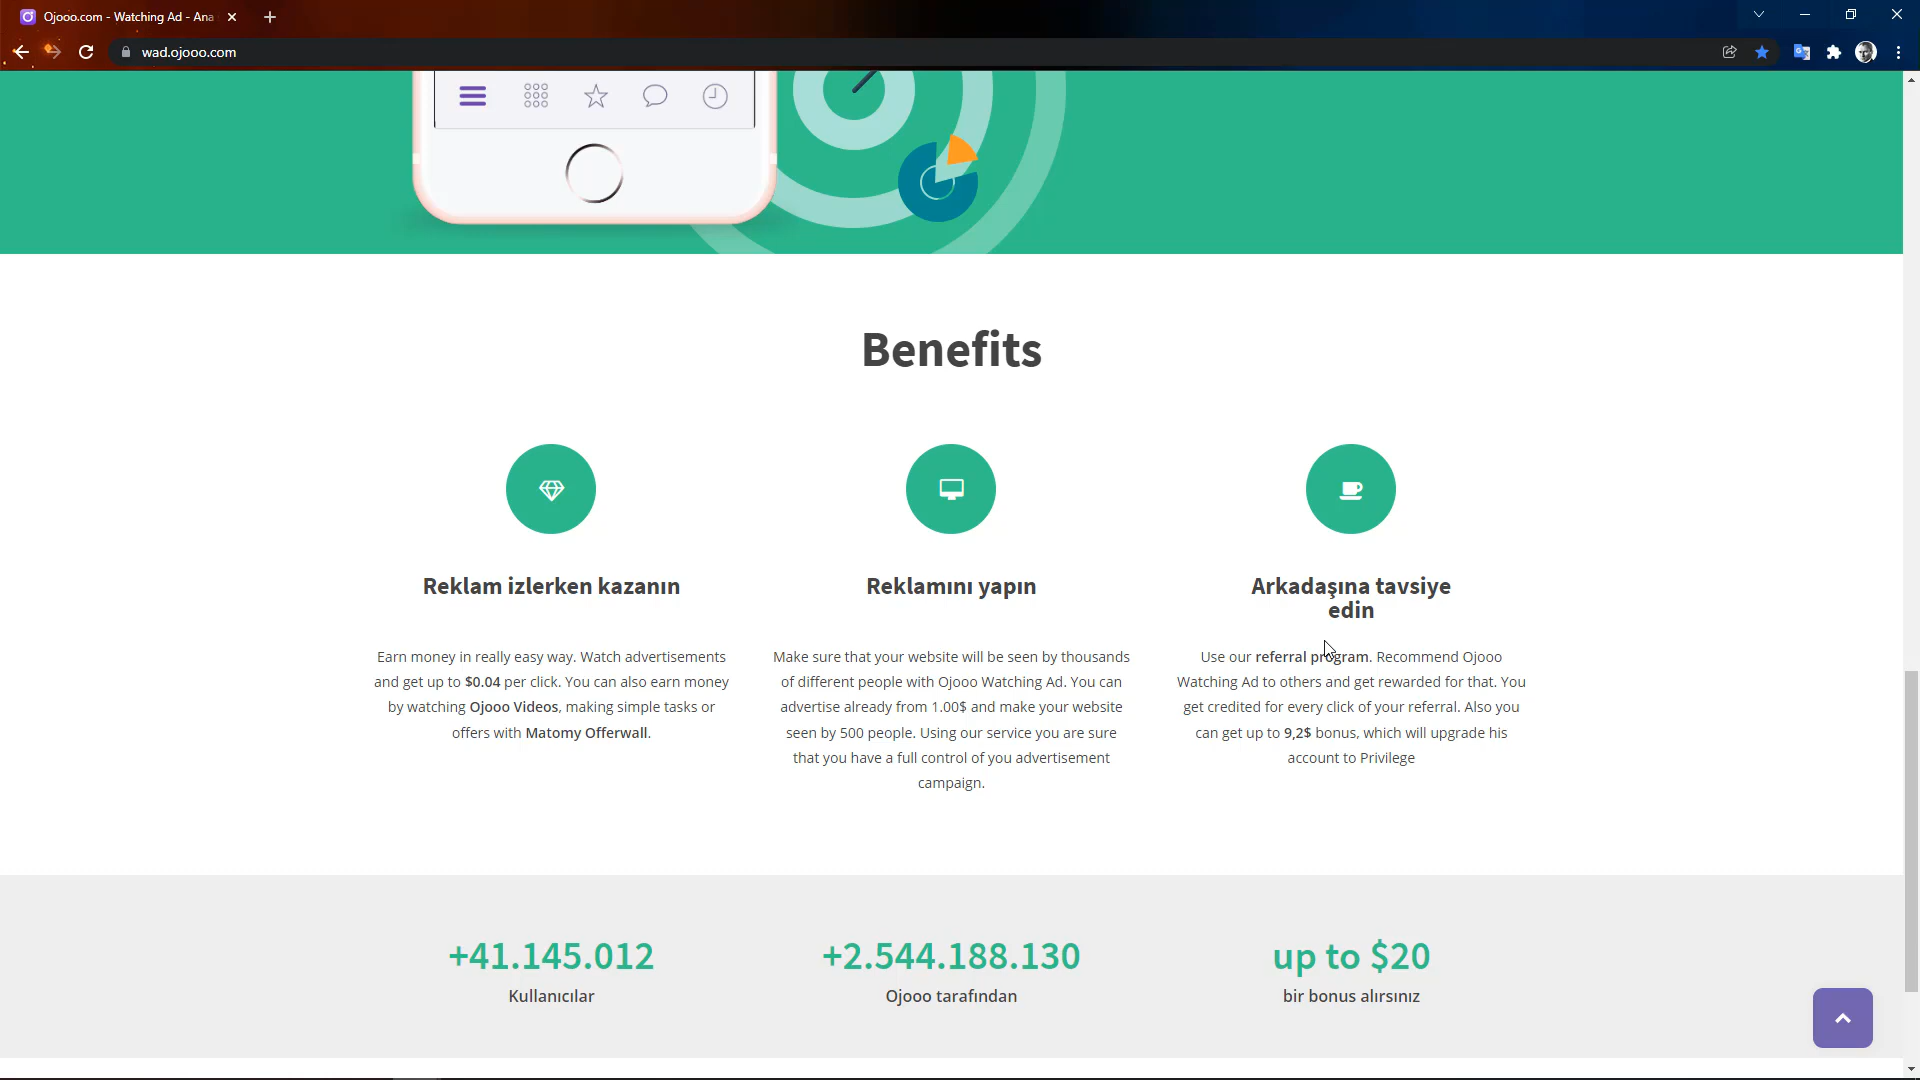 Ojooo.com - Watching Ad - Ana
wad.ojooo.com
Benefits
Reklam izlerken kazanın
Earn money in really easy way. Watch advertisements
and get up to $0.04 per click. You can also earn money
by watching Ojooo Videos, making simple tasks or
offers with Matomy Offerwall.
Reklamını yapın
Make sure that your website will be seen by thousands
of different people with Ojooo Watching Ad. You can
advertise already from 1.00$ and make your website
seen by 500 people. Using our service you are sure
that you have a full control of you advertisement
campaign.
Arkadaşına tavsiye
edin
Use our referral program. Recommend Ojooo
Watching Ad to others and get rewarded for that. You
get credited for every click of your referral. Also you
can get up to 9,2$ bonus, which will upgrade his
account to Privilege
+41.145.012
Kullanıcılar
+2.544.188.130
Ojooo tarafından
up to $20
bir bonus alırsınız